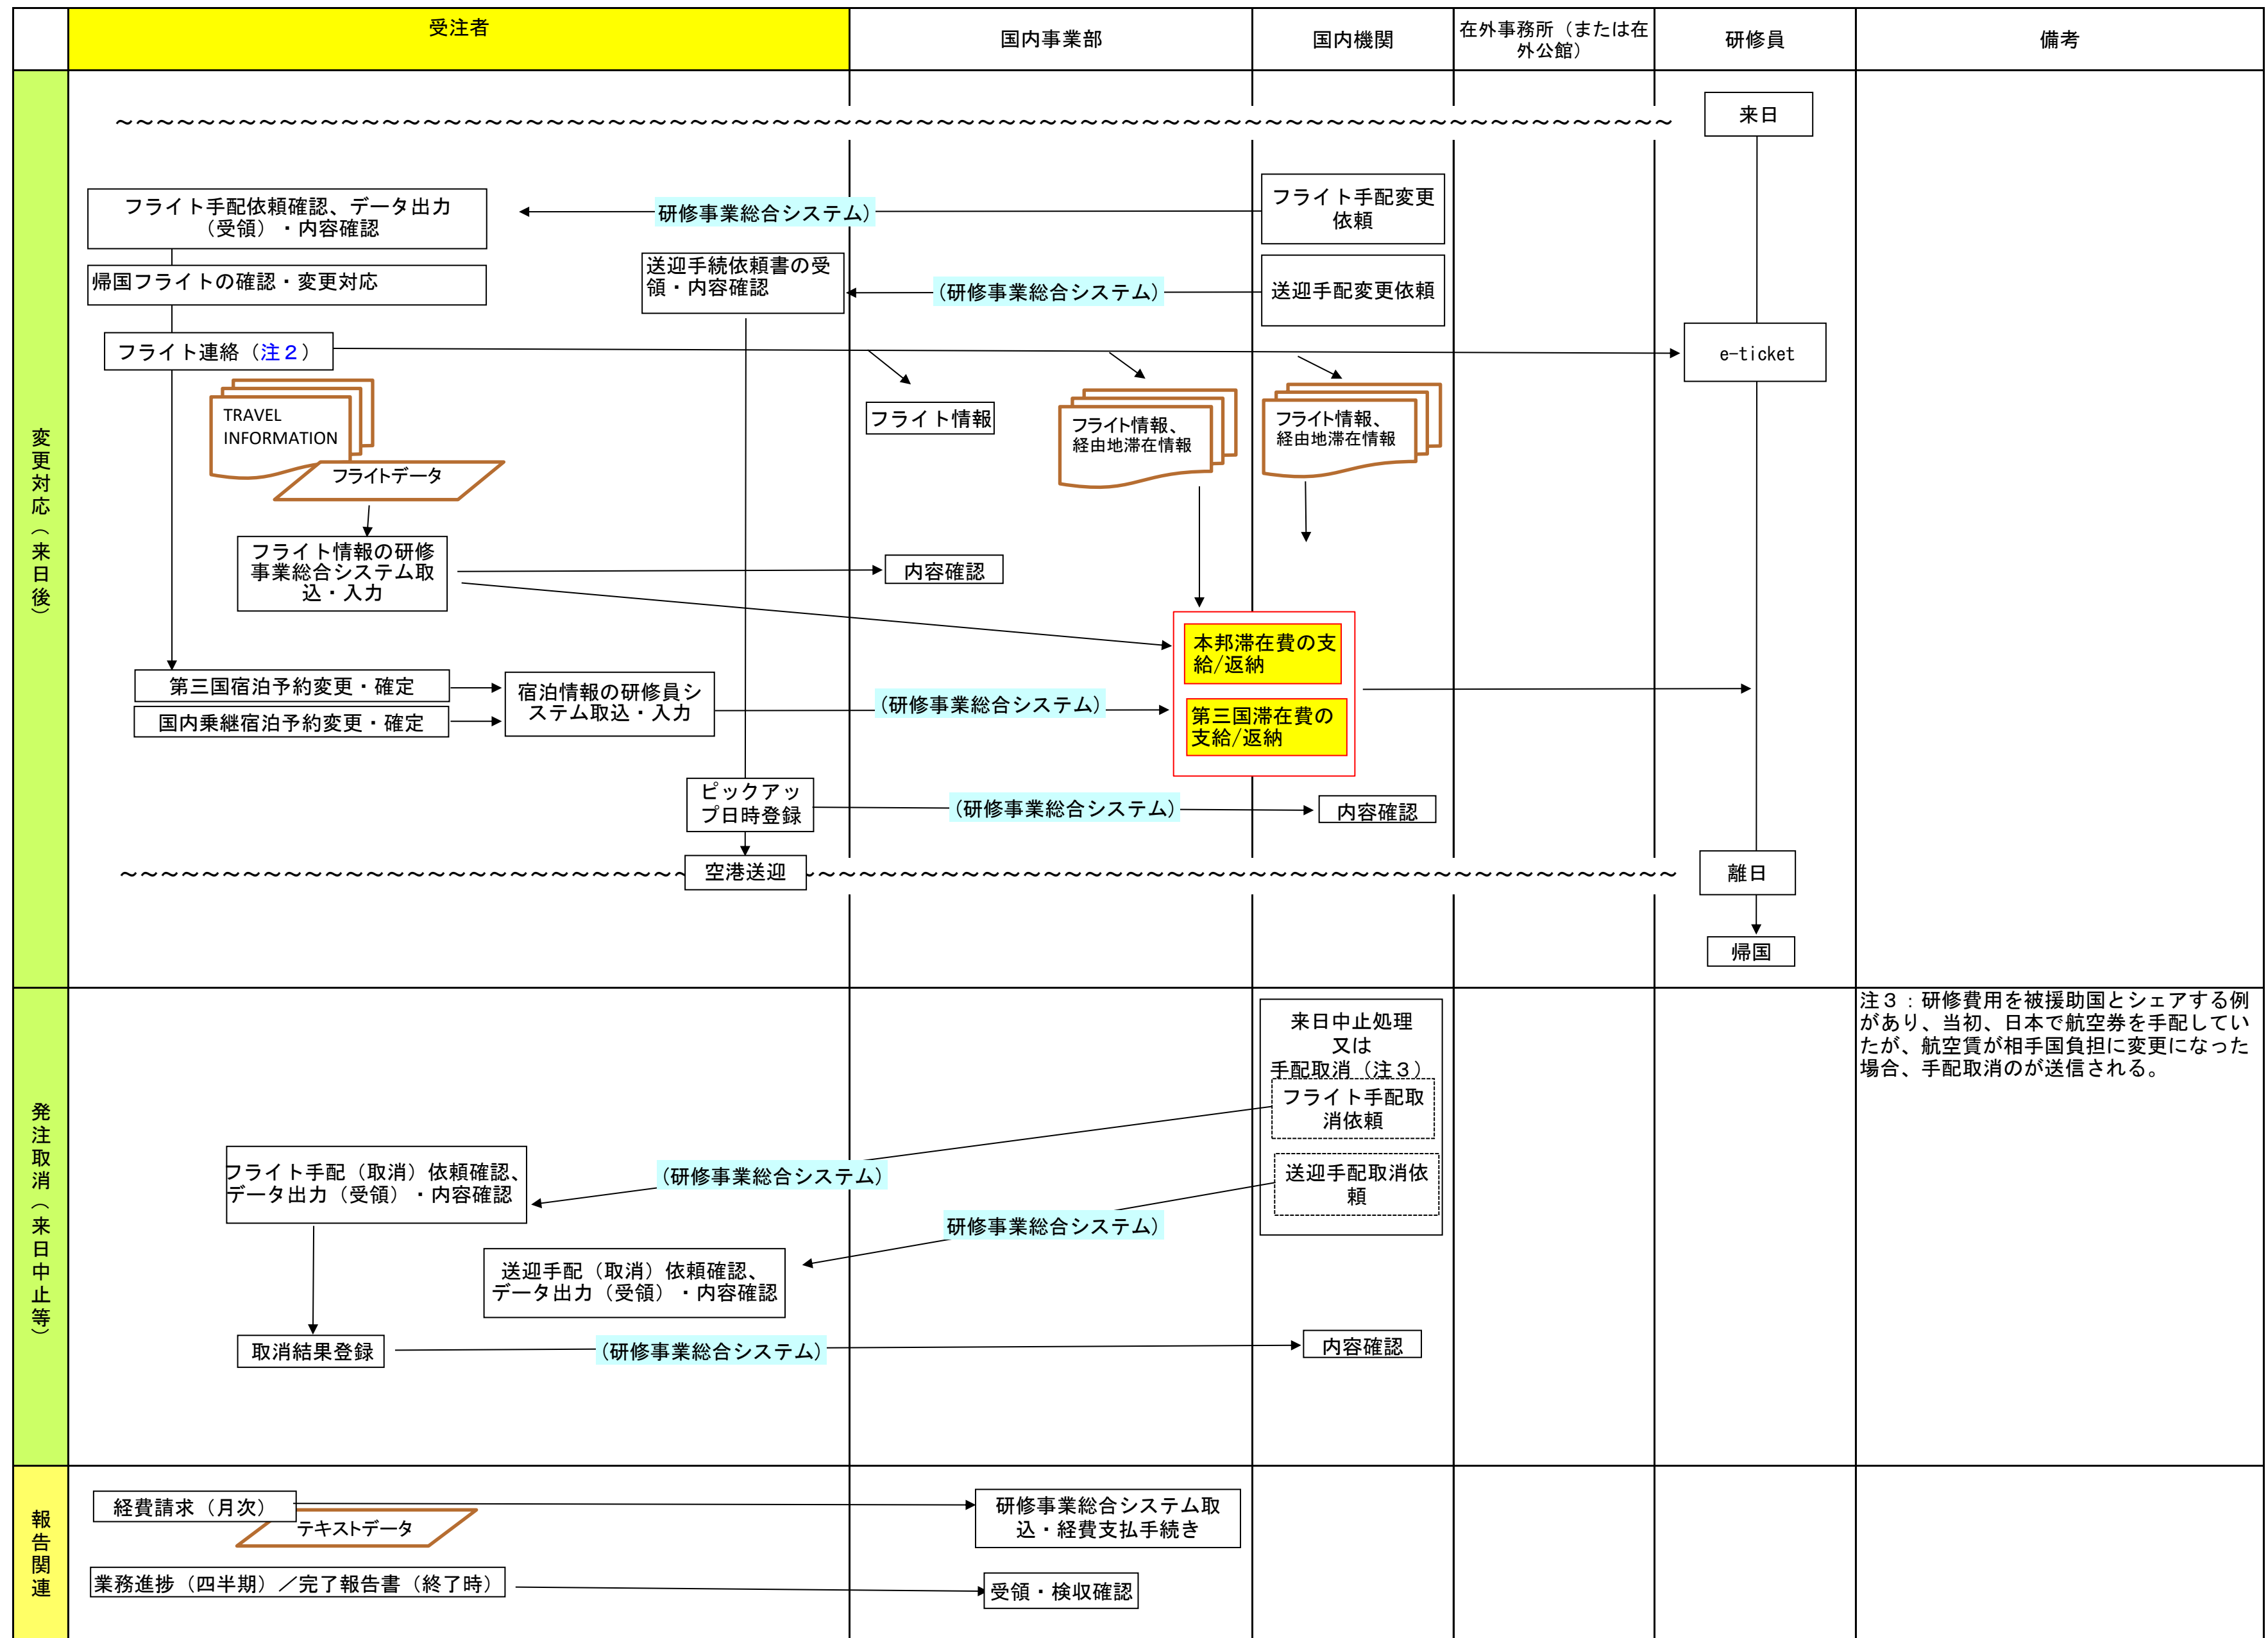 受注者
国内事業部
国内機関
在外事務所（または在
外公館）
研修員
備考
変更対応（来日後）
～～～～～～～～～～～～～～～～～～～～～～～～～～～～～～～～～～～～～～～～～～～～～～～～～～～～～～～～～～～～～～～～～～～～～～～～～～～～
来日
フライト手配依頼確認、データ出力
（受領）・内容確認
研修事業総合システム）
フライト手配変更
依頼
帰国フライトの確認・変更対応
送迎手続依頼書の受
領・内容確認
（研修事業総合システム）
送迎手配変更依頼
フライト連絡（注２）
e-ticket
TRAVEL
INFORMATION
フライトデータ
フライト情報
フライト情報、
経由地滞在情報
フライト情報、
経由地滞在情報
フライト情報の研修
事業総合システム取
込・入力
内容確認
本邦滞在費の支
給/返納
第三国宿泊予約変更・確定
国内乗継宿泊予約変更・確定
宿泊情報の研修員シ
ステム取込・入力
（研修事業総合システム）
第三国滞在費の
支給/返納
ピックアッ
プ日時登録
（研修事業総合システム）
内容確認
～～～～～～～～～～～～～～～～～～～～～～～～～～～～
空港送迎
～～～～～～～～～～～～～～～～～～～～～～～～～～～～～～～～～～～～～～～～～～
離日
帰国
発注取消（来日中止等）
来日中止処理
又は
手配取消（注３）
フライト手配取
消依頼
送迎手配取消依
頼
注３：研修費用を被援助国とシェアする例
があり、当初、日本で航空券を手配してい
たが、航空賃が相手国負担に変更になった
場合、手配取消のが送信される。
フライト手配（取消）依頼確認、
データ出力（受領）・内容確認
（研修事業総合システム）
研修事業総合システム）
送迎手配（取消）依頼確認、
データ出力（受領）・内容確認
取消結果登録
（研修事業総合システム）
内容確認
報告関連
経費請求（月次）
テキストデータ
研修事業総合システム取
込・経費支払手続き
業務進捗（四半期）／完了報告書（終了時）
受領・検収確認